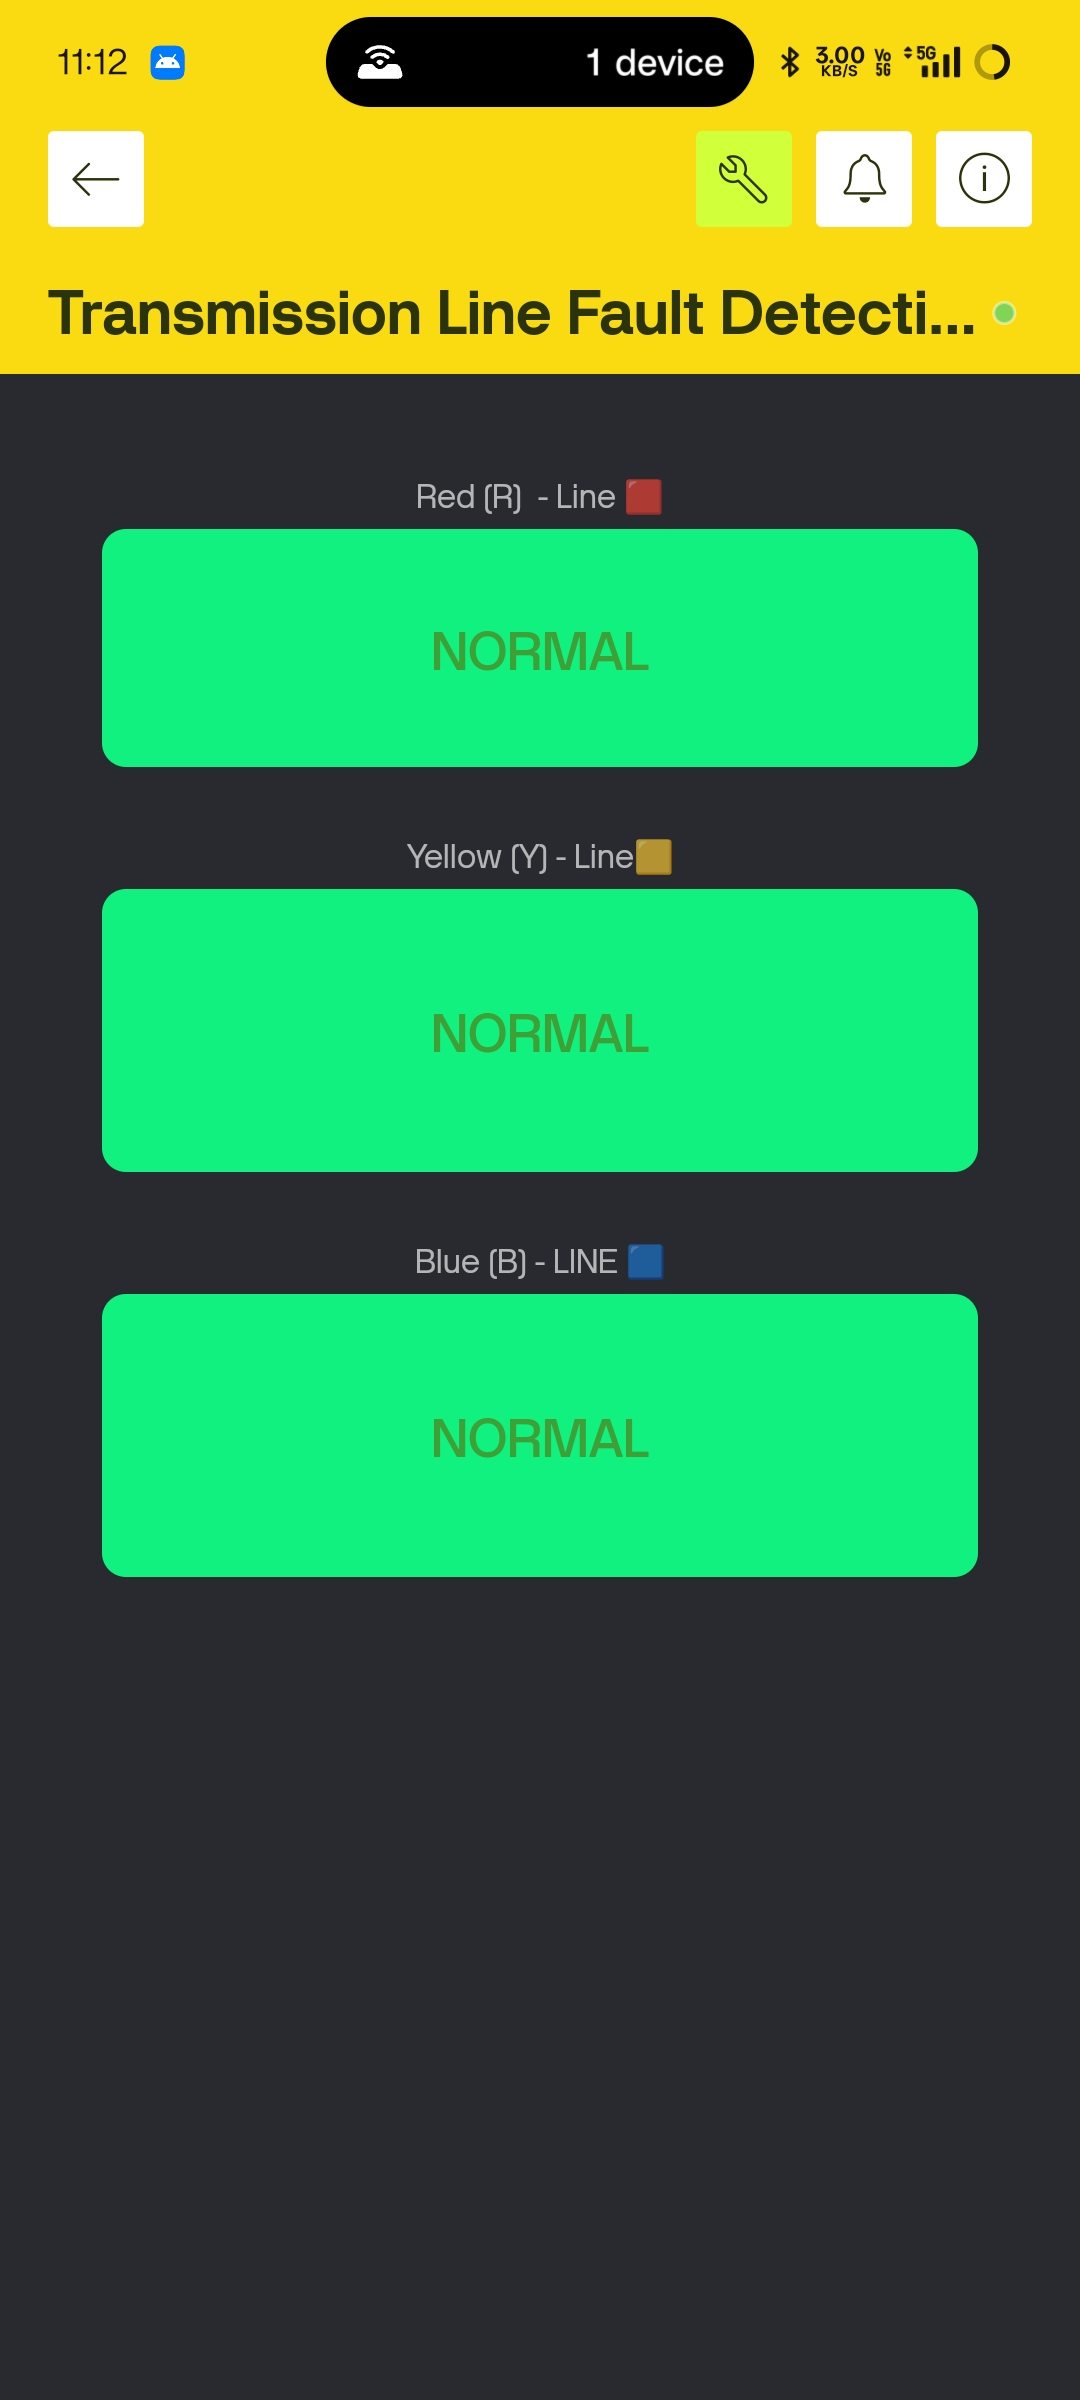 11:12
1 device
3.00
KB/S
Vo
5G
5G
Transmission Line Fault Detecti...
Red (R)  - Line 🟥
NORMAL
Yellow (Y) - Line🟨
NORMAL
Blue (B) - LINE 🟦
NORMAL